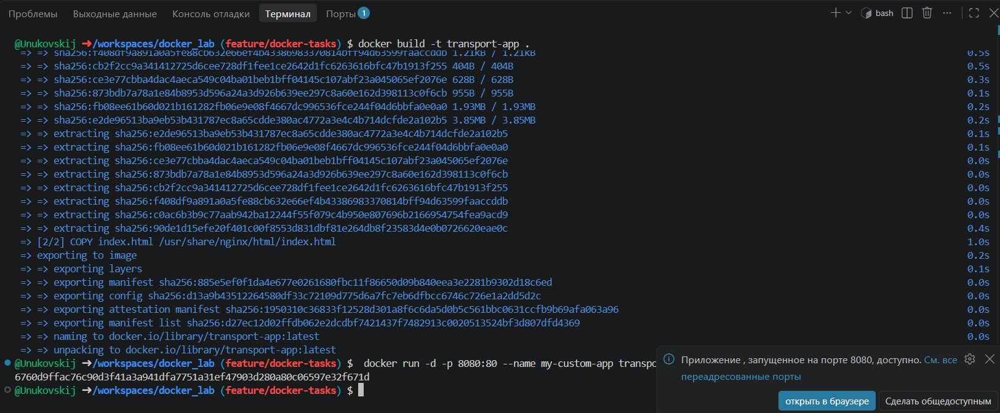 Проблемы Выходные данные Консоль отладки Терминал Порты 1 bash
@Unukovskij ➜/workspaces/docker_lab (feature/docker-tasks) $ docker build -t transport-app .
=> => sha256:f408df9a891a0a5fe88cb632e66ef4b43386983370814bff94d63599faaccddb 1.21kB / 1.21kB 0.5s
=> => sha256:cb2f2cc9a341412725d6cee728df1fee1ce2642d1fc6263616bfc47b1913f255 404B / 404B 0.5s
=> => sha256:ce3e77cbba4dac4aeca549c04ba01beb1bff04145c107abf23a045065ef2076e 628B / 628B 0.3s
=> => sha256:873bdb7a78a1e84b8953d596a24a3d926b639ee297c8a60e162d398113c0f6cb 955B / 955B 0.1s
=> => sha256:fb08ee61b60d021b161282fb06e9e08f4667dc996536fce244f04d6bbfa0e0a0 1.93MB / 1.93MB 0.2s
=> => sha256:e2de96513ba9eb53b431787ec8a65cdde380ac4772a3e4c4b714dcfde2a102b5 3.85MB / 3.85MB 0.2s
=> => extracting sha256:e2de96513ba9eb53b431787ec8a65cdde380ac4772a3e4c4b714dcfde2a102b5 0.1s
=> => extracting sha256:fb08ee61b60d021b161282fb06e9e08f4667dc996536fce244f04d6bbfa0e0a0 0.1s
=> => extracting sha256:ce3e77cbba4dac4aeca549c04ba01beb1bff04145c107abf23a045065ef2076e 0.0s
=> => extracting sha256:873bdb7a78a1e84b8953d596a24a3d926b639ee297c8a60e162d398113c0f6cb 0.0s
=> => extracting sha256:cb2f2cc9a341412725d6cee728df1fee1ce2642d1fc6263616bfc47b1913f255 0.0s
=> => extracting sha256:f408df9a891a0a5fe88cb632e66ef4b43386983370814bff94d63599faaccddb 0.0s
=> => extracting sha256:c0ac6b3b9c77aab942ba12244f55f079c4b950e807696b2166954754fea9acd9 0.0s
=> => extracting sha256:90de1d15efe20f401c00f8553d831dbf81e264db8f23583d4e0b0726620eae0c 0.4s
=> [2/2] COPY index.html /usr/share/nginx/html/index.html 1.0s
=> exporting to image 0.2s
=> => exporting layers 0.1s
=> => exporting manifest sha256:885e5ef0f1da4e677e0261680fbc11f86650d09b840eea3e2281b9302d18c6ed 0.0s
=> => exporting config sha256:d13a9b43512264580df33c72109d775d6a7fc7eb6dfbcc6746c726e1a2dd5d2c 0.0s
=> => exporting attestation manifest sha256:1950310c36833f12528d301a8f6c6da5d0b5c561bbc0631ccfb9b69afa063a96 0.0s
=> => exporting manifest list sha256:d27ec12d02ffdb062e2dcdbf7421437f7482913c0020513524bf3d807dfd4369 0.0s
=> => naming to docker.io/library/transport-app:latest 0.0s
=> => unpacking to docker.io/library/transport-app:latest
@Unukovskij ➜/workspaces/docker_lab (feature/docker-tasks) $ docker run -d -p 8080:80 --name my-custom-app transpo
6760d9ffac76c90d3f41a3a941dfa7751a31ef47903d280a80c06597e32f671d
@Unukovskij ➜/workspaces/docker_lab (feature/docker-tasks) $
Приложение , запущенное на порте 8080, доступно. См. все
переадресованные порты
открыть в браузере Сделать общедоступным